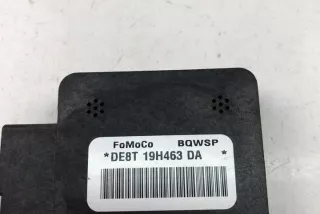 FoMoCo BQWSP
*DE8T 19H463 DA *